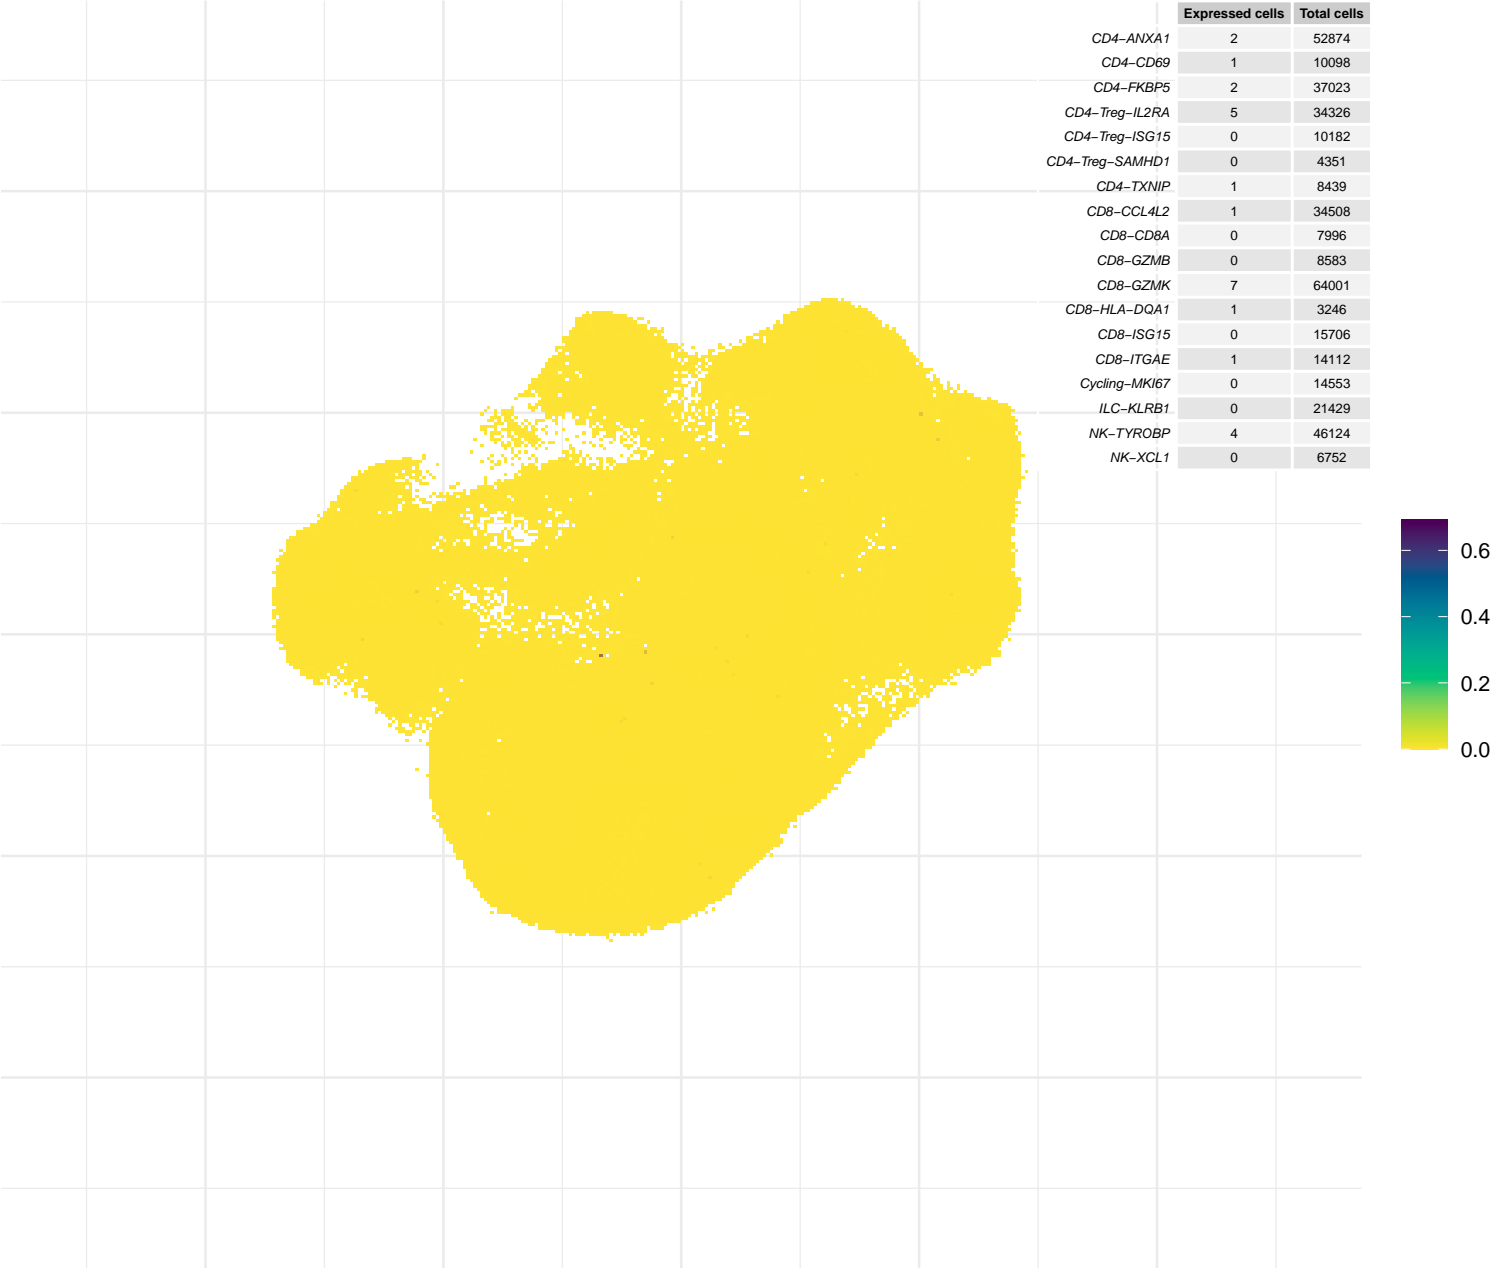 Expressed cells Total cells
CD4−ANXA1 2 52874
CD4−CD69 1 10098
CD4−FKBP5 2 37023
CD4−Treg−IL2RA 5 34326
CD4−Treg−ISG15 0 10182
CD4−Treg−SAMHD1 0 4351
CD4−TXNIP 1 8439
CD8−CCL4L2 1 34508
CD8−CD8A 0 7996
CD8−GZMB 0 8583
CD8−GZMK 7 64001
CD8−HLA−DQA1 1 3246
CD8−ISG15 0 15706
CD8−ITGAE 1 14112
Cycling−MKI67 0 14553
ILC−KLRB1 0 21429
NK−TYROBP 4 46124
NK−XCL1 0 6752
0.6
0.4
0.2
0.0